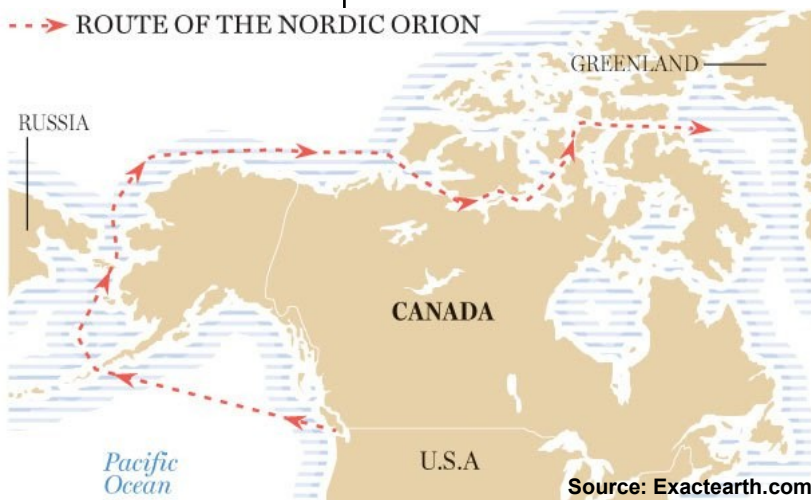 ROUTE OF THE NORDIC ORION
GREENLAND
RUSSIA
CANADA
Pacific
Ocean
U.S.A
Source: Exactearth.com